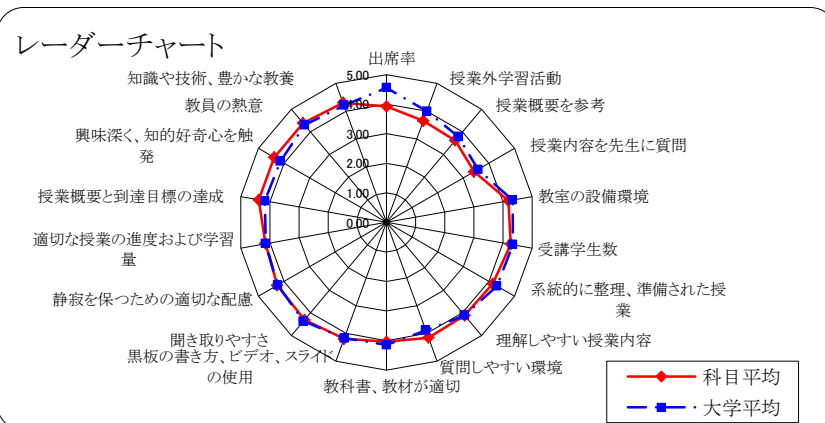 レーダーチャート
出席率
授業外学習活動
授業概要を参考
授業内容を先生に質問
教室の設備環境
受講学生数
系統的に整理、準備された授
業
理解しやすい授業内容
質問しやすい環境
教科書、教材が適切
黒板の書き方、ビデオ、スライド
の使用
聞き取りやすさ
静寂を保つための適切な配慮
適切な授業の進度および学習
量
授業概要と到達目標の達成
興味深く、知的好奇心を触
発
教員の熱意
知識や技術、豊かな教養
5.00
4.00
3.00
2.00
1.00
0.00
科目平均
大学平均